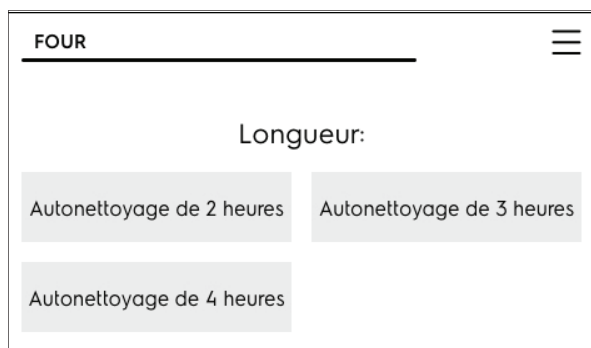 FOUR
Longueur:
Autonettoyage de 2 heures
Autonettoyage de 3 heures
Autonettoyage de 4 heures